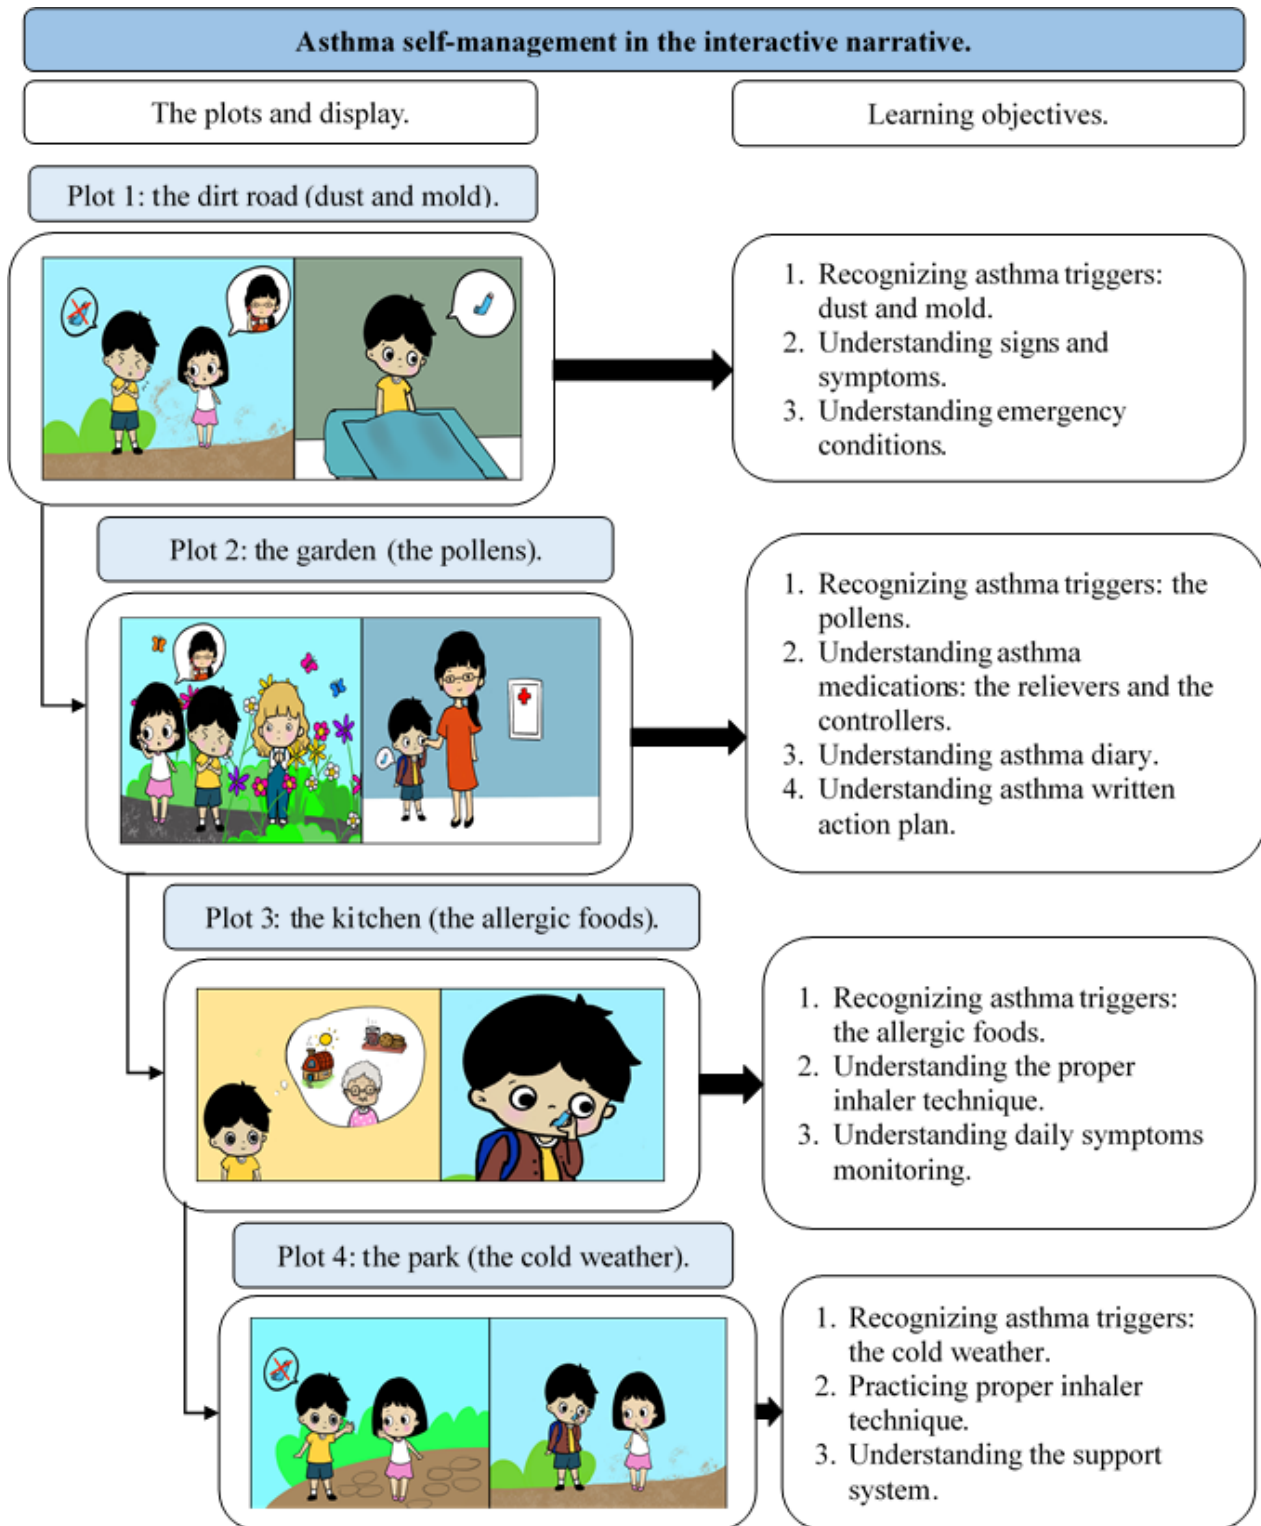 Asthma self-management in the interactive narrative.
The plots and display.
Learning objectives.
Plot 1: the dirt road (dust and mold).
1. Recognizing asthma triggers:
dust and mold.
2. Understanding signs and
symptoms.
3. Understanding emergency
conditions.
Plot 2: the garden (the pollens).
1. Recognizing asthma triggers: the
pollens.
2. Understanding asthma
medications: the relievers and the
controllers.
3. Understanding asthma diary.
4. Understanding asthma written
action plan.
Plot 3: the kitchen (the allergic foods).
1. Recognizing asthma triggers:
the allergic foods.
2. Understanding the proper
inhaler technique.
3. Understanding daily symptoms
monitoring.
Plot 4: the park (the cold weather).
1. Recognizing asthma triggers:
the cold weather.
2. Practicing proper inhaler
technique.
3. Understanding the support
system.